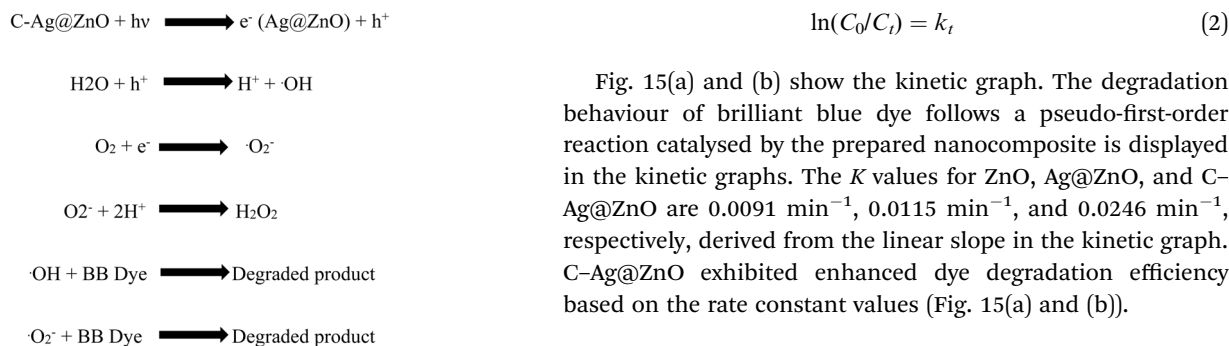 C-Ag@ZnO + hν → e⁻ (Ag@ZnO) + h⁺
H2O + h⁺ → H⁺ + ·OH
O₂ + e⁻ → ·O₂⁻
O2⁻ + 2H⁺ → H₂O₂
·OH + BB Dye → Degraded product
·O₂⁻ + BB Dye → Degraded product
ln(C₀/Cₜ) = kₜ (2)
Fig. 15(a) and (b) show the kinetic graph. The degradation
behaviour of brilliant blue dye follows a pseudo-first-order
reaction catalysed by the prepared nanocomposite is displayed
in the kinetic graphs. The K values for ZnO, Ag@ZnO, and C–
Ag@ZnO are 0.0091 min⁻¹, 0.0115 min⁻¹, and 0.0246 min⁻¹,
respectively, derived from the linear slope in the kinetic graph.
C–Ag@ZnO exhibited enhanced dye degradation efficiency
based on the rate constant values (Fig. 15(a) and (b)).